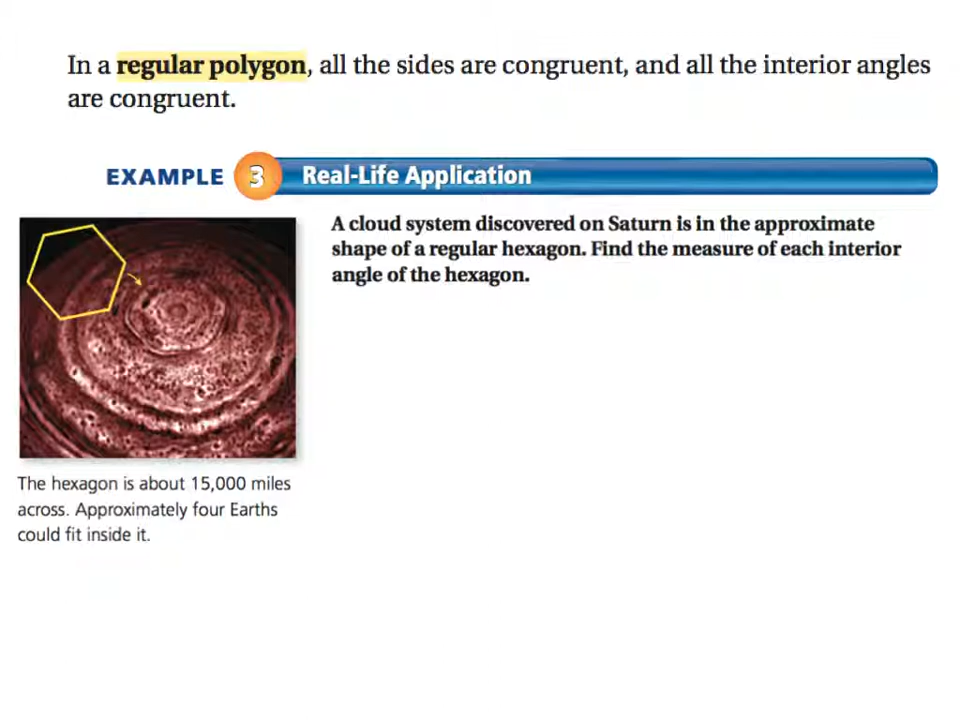 In a regular polygon, all the sides are congruent, and all the interior angles
are congruent.
EXAMPLE 3 Real-Life Application
A cloud system discovered on Saturn is in the approximate
shape of a regular hexagon. Find the measure of each interior
angle of the hexagon.
The hexagon is about 15,000 miles
across. Approximately four Earths
could fit inside it.